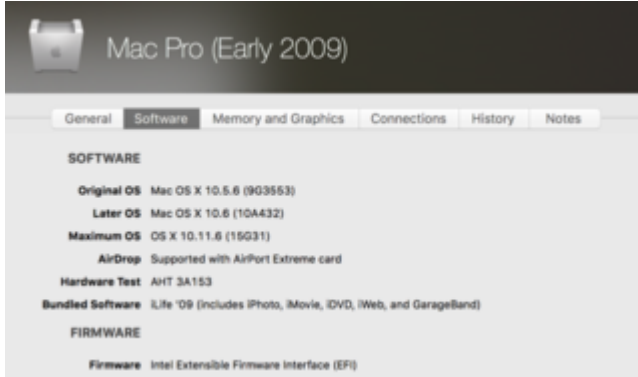 Mac Pro (Early 2009)
General Software Memory and Graphics Connections History Notes
SOFTWARE
Original OS Mac OS X 10.5.6 (9G3553)
Later OS Mac OS X 10.6 (10A432)
Maximum OS OS X 10.11.6 (15G31)
AirDrop Supported with AirPort Extreme card
Hardware Test AHT 3A153
Bundled Software iLife '09 (includes iPhoto, iMovie, iDVD, iWeb, and GarageBand)
FIRMWARE
Firmware Intel Extensible Firmware Interface (EFI)